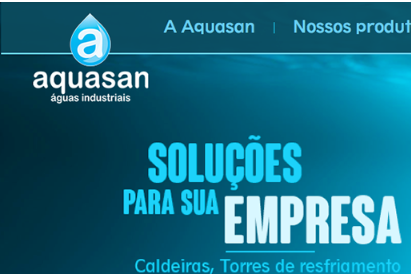 A Aquasan | Nossos produt
a
aquasan
águas industriais
SOLUÇÕES
PARA SUA EMPRESA
Caldeiras, Torres de resfriamento